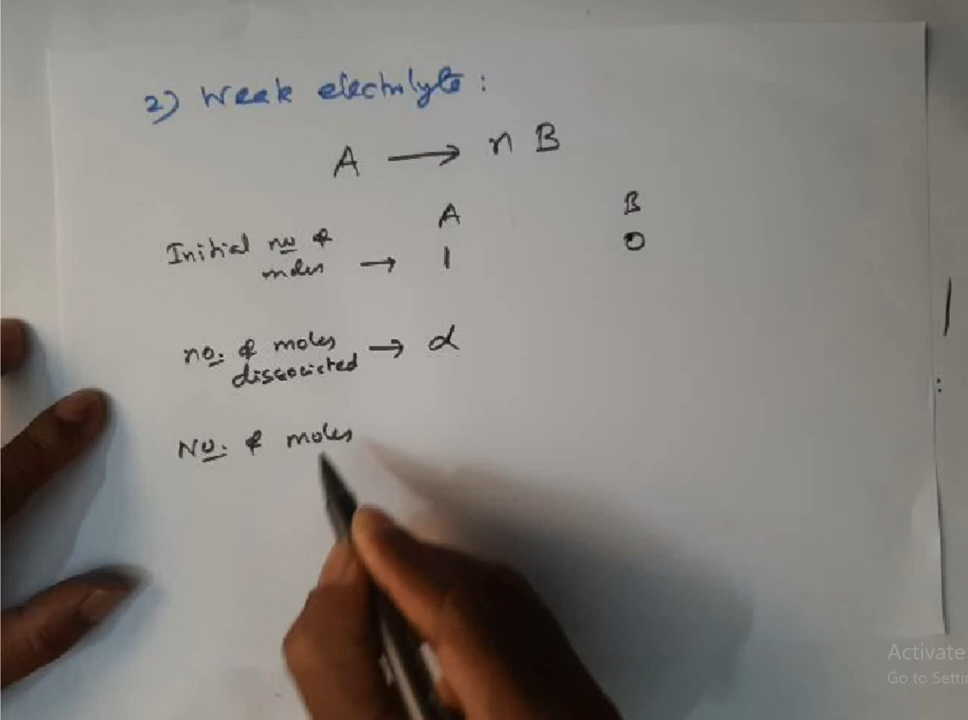 2) Weak electrolyte :
A → n B
A B
Initial no of
moles → 1 0
no. of moles → α
dissociated
No. of moles
Activate
Go to Setti